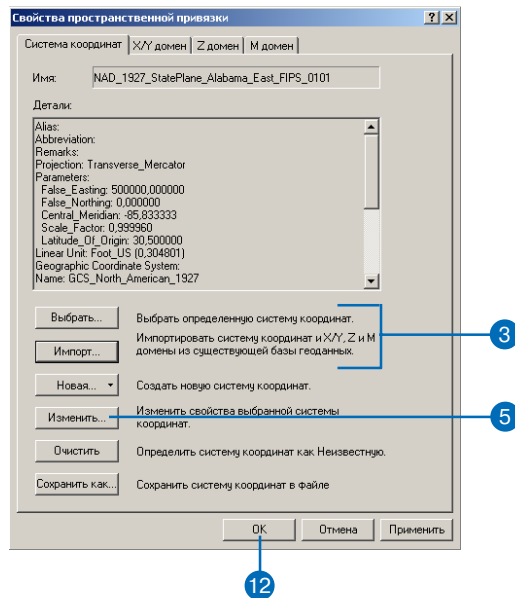 Свойства пространственной привязки
Система координат X/Y домен Z домен M домен
Имя: NAD_1927_StatePlane_Alabama_East_FIPS_0101
Детали:
Alias:
Abbreviation:
Remarks:
Projection: Transverse_Mercator
Parameters:
False_Easting: 500000,000000
False_Northing: 0,000000
Central_Meridian: -85,833333
Scale_Factor: 0,999960
Latitude_Of_Origin: 30,500000
Linear Unit: Foot_US (0,304801)
Geographic Coordinate System:
Name: GCS_North_American_1927
Выбрать... Выбрать определенную систему координат.
Импорт... Импортировать систему координат и X/Y, Z и M
домены из существующей базы геоданных.
3
Новая... Создать новую систему координат.
Изменить... Изменить свойства выбранной системы
координат.
5
Очистить Определить систему координат как Неизвестную.
Сохранить как... Сохранить систему координат в файле
OK Отмена Применить
12